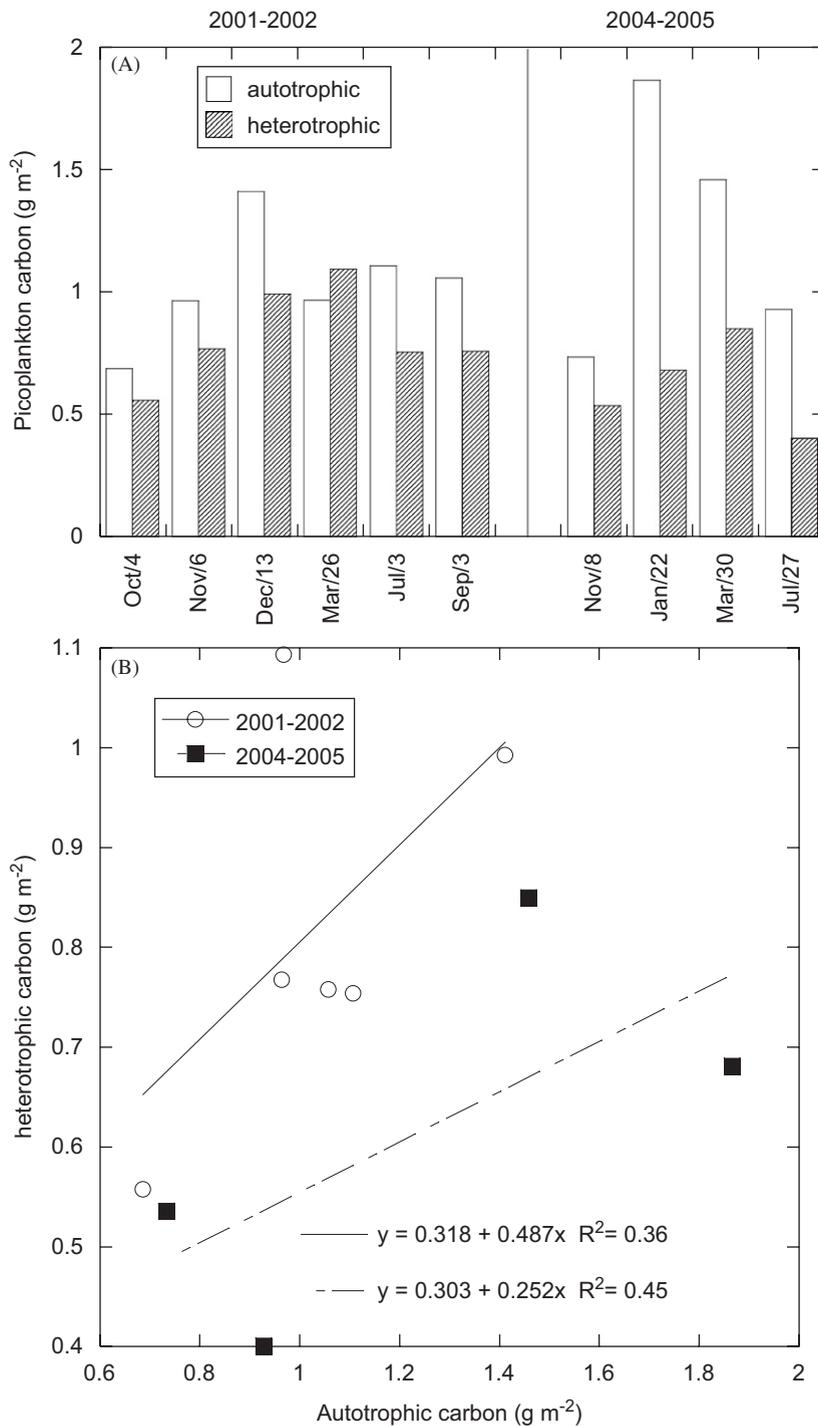 2001-2002 2004-2005
(A)
autotrophic
heterotrophic
Picoplankton carbon (g m-2)
2
1.5
1
0.5
0
Oct/4 Nov/6 Dec/13 Mar/26 Jul/3 Sep/3 Nov/8 Jan/22 Mar/30 Jul/27
(B)
2001-2002
2004-2005
heterotrophic carbon (g m-2)
1.1
1
0.9
0.8
0.7
0.6
0.5
0.4
y = 0.318 + 0.487x R2= 0.36
y = 0.303 + 0.252x R2= 0.45
0.6 0.8 1 1.2 1.4 1.6 1.8 2
Autotrophic carbon (g m-2)